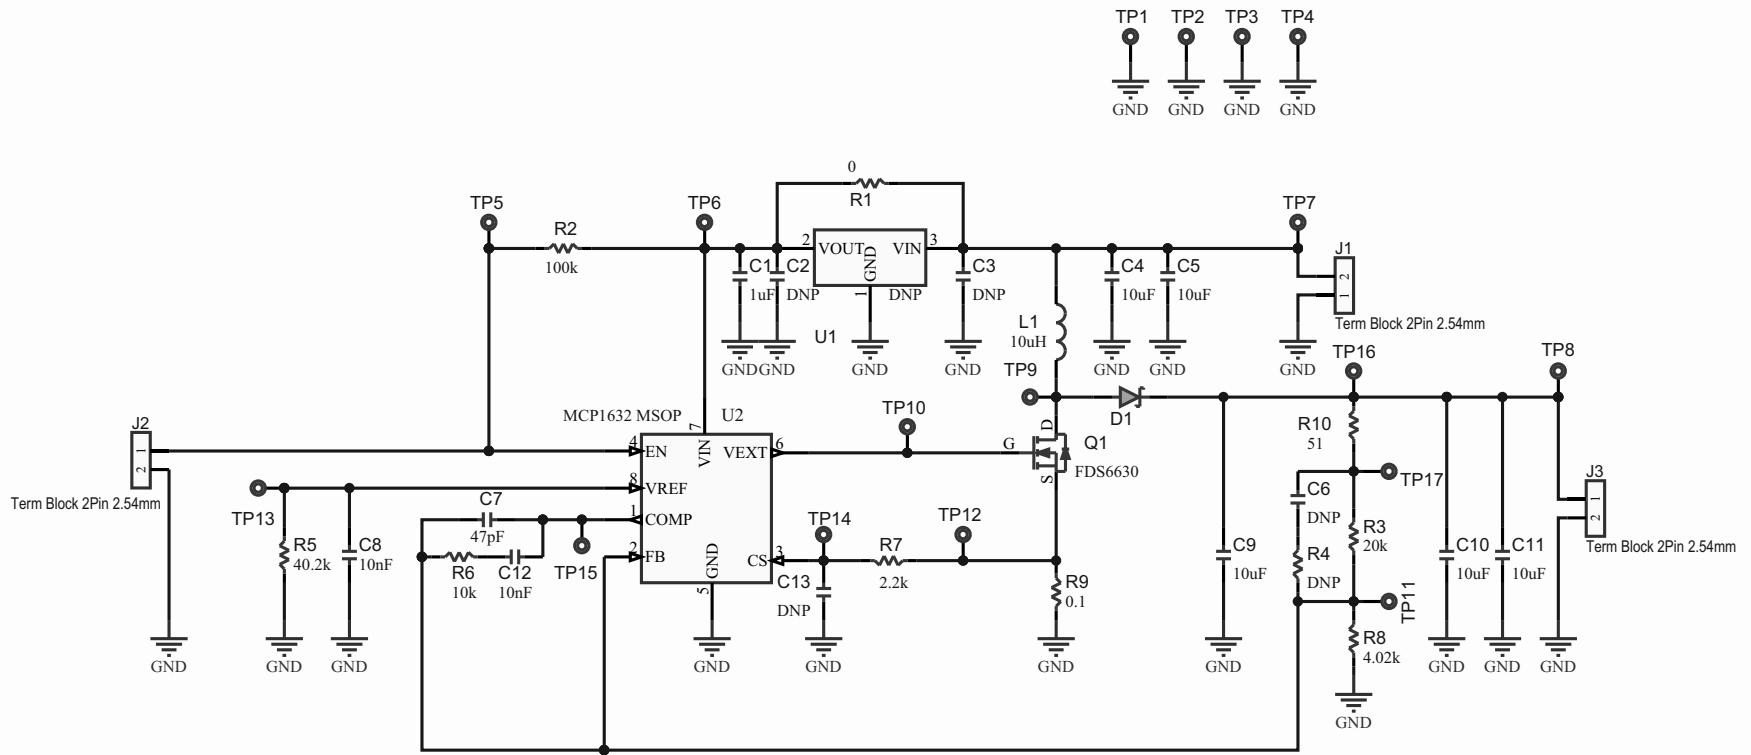 TP1 TP2 TP3 TP4
GND GND GND GND
0
R1
TP5 TP6 TP7
R2
100k
2 VOUT GND VIN 3
1
DNP
U1
C1
1uF
C2
DNP
C3
DNP
C4
10uF
C5
10uF
J1
2
1
Term Block 2Pin 2.54mm
GND GND GND GND GND GND GND
L1
10uH
TP9
D1
TP16
TP8
MCP1632 MSOP U2
7
VIN
4 EN
VEXT 6
8 VREF
1 COMP
2 FB
CS 3
GND
5
TP10
D
G
S
Q1
FDS6630
J2
1
2
Term Block 2Pin 2.54mm
TP13
R5
40.2k
C8
10nF
C7
47pF
R6
10k
C12
10nF
TP15
TP14
R7
2.2k
TP12
C13
DNP
R9
0.1
C9
10uF
R10
51
TP17
C6
DNP
R4
DNP
R3
20k
TP11
R8
4.02k
C10
10uF
C11
10uF
J3
1
2
Term Block 2Pin 2.54mm
GND GND GND GND GND GND GND GND GND GND
GND